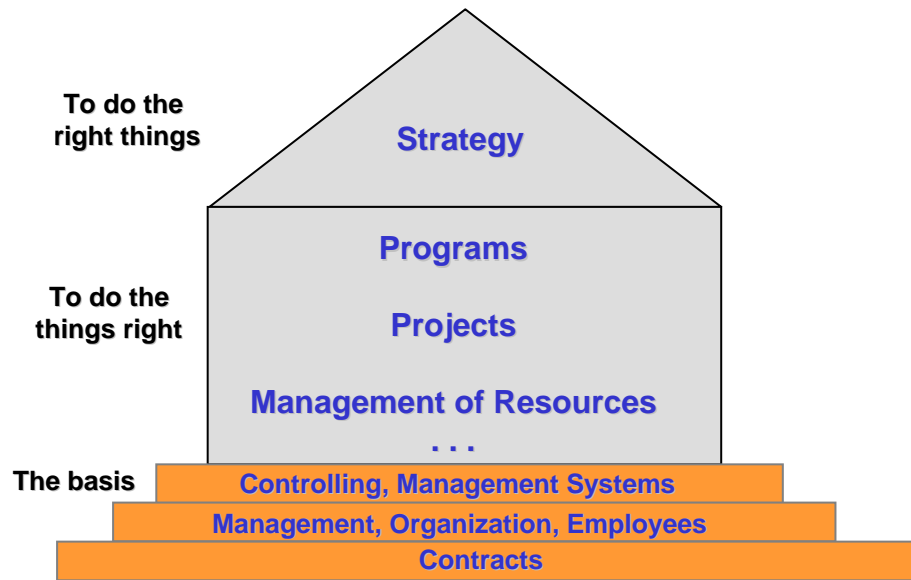 To do the
right things
Strategy
Programs
To do the
things right
Projects
Management of Resources
. . .
The basis
Controlling, Management Systems
Management, Organization, Employees
Contracts